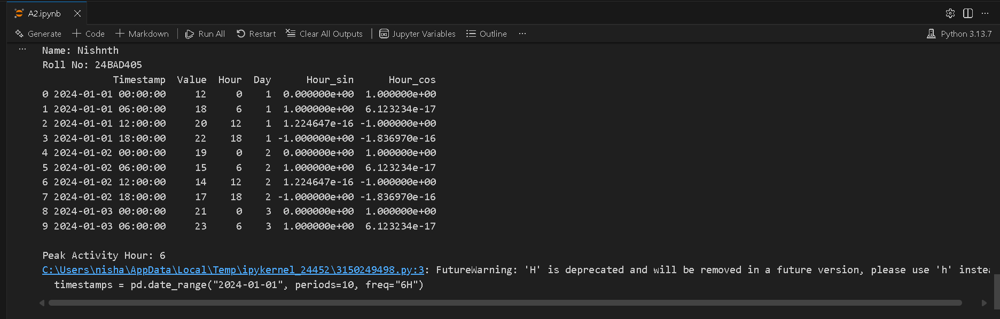 A2.ipynb
Generate + Code + Markdown Run All Restart Clear All Outputs Jupyter Variables Outline ... Python 3.13.7
Name: Nishnth
Roll No: 24BAD405
Timestamp Value Hour Day Hour_sin Hour_cos
0 2024-01-01 00:00:00 12 0 1 0.000000e+00 1.000000e+00
1 2024-01-01 06:00:00 18 6 1 1.000000e+00 6.123234e-17
2 2024-01-01 12:00:00 20 12 1 1.224647e-16 -1.000000e+00
3 2024-01-01 18:00:00 22 18 1 -1.000000e+00 -1.836970e-16
4 2024-01-02 00:00:00 19 0 2 0.000000e+00 1.000000e+00
5 2024-01-02 06:00:00 15 6 2 1.000000e+00 6.123234e-17
6 2024-01-02 12:00:00 14 12 2 1.224647e-16 -1.000000e+00
7 2024-01-02 18:00:00 17 18 2 -1.000000e+00 -1.836970e-16
8 2024-01-03 00:00:00 21 0 3 0.000000e+00 1.000000e+00
9 2024-01-03 06:00:00 23 6 3 1.000000e+00 6.123234e-17
Peak Activity Hour: 6
C:\Users\nisha\AppData\Local\Temp\ipykernel_24452\3150249498.py:3: FutureWarning: 'H' is deprecated and will be removed in a future version, please use 'h'
timestamps = pd.date_range("2024-01-01", periods=10, freq="6H")